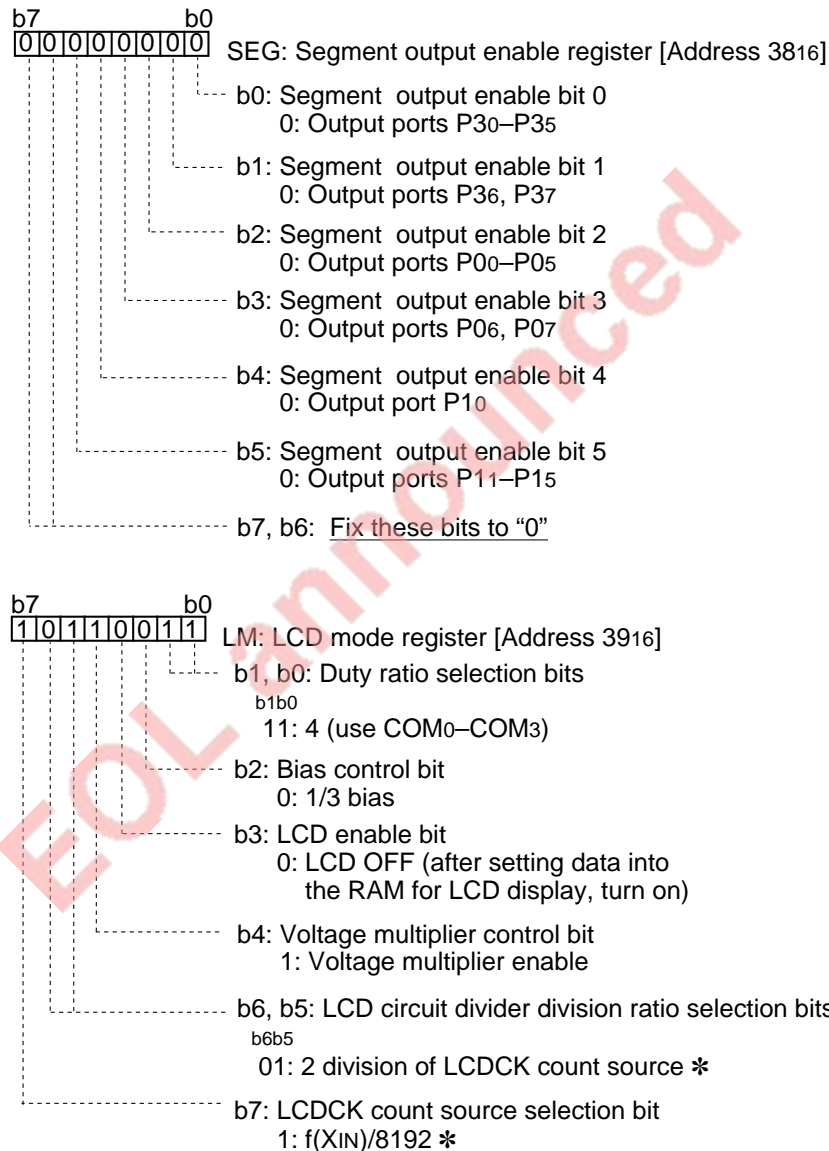 b7 b0
0 0 0 0 0 0 0 0 SEG: Segment output enable register [Address 3816]
b0: Segment output enable bit 0
0: Output ports P30–P35
b1: Segment output enable bit 1
0: Output ports P36, P37
b2: Segment output enable bit 2
0: Output ports P00–P05
b3: Segment output enable bit 3
0: Output ports P06, P07
b4: Segment output enable bit 4
0: Output port P10
b5: Segment output enable bit 5
0: Output ports P11–P15
b7, b6: Fix these bits to “0”
b7 b0
1 0 1 1 0 0 1 1 LM: LCD mode register [Address 3916]
b1, b0: Duty ratio selection bits
b1b0
11: 4 (use COM0–COM3)
b2: Bias control bit
0: 1/3 bias
b3: LCD enable bit
0: LCD OFF (after setting data into
the RAM for LCD display, turn on)
b4: Voltage multiplier control bit
1: Voltage multiplier enable
b6, b5: LCD circuit divider division ratio selection bits
b6b5
01: 2 division of LCDCK count source ✽
b7: LCDCK count source selection bit
1: f(XIN)/8192 ✽
EOL announced